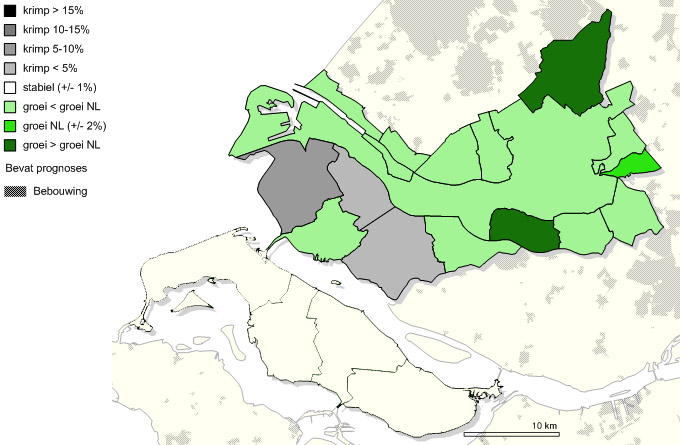 krimp > 15%
krimp 10-15%
krimp 5-10%
krimp < 5%
stabiel (+/- 1%)
groei < groei NL
groei NL (+/- 2%)
groei > groei NL
Bevat prognoses
Bebouwing
10 km